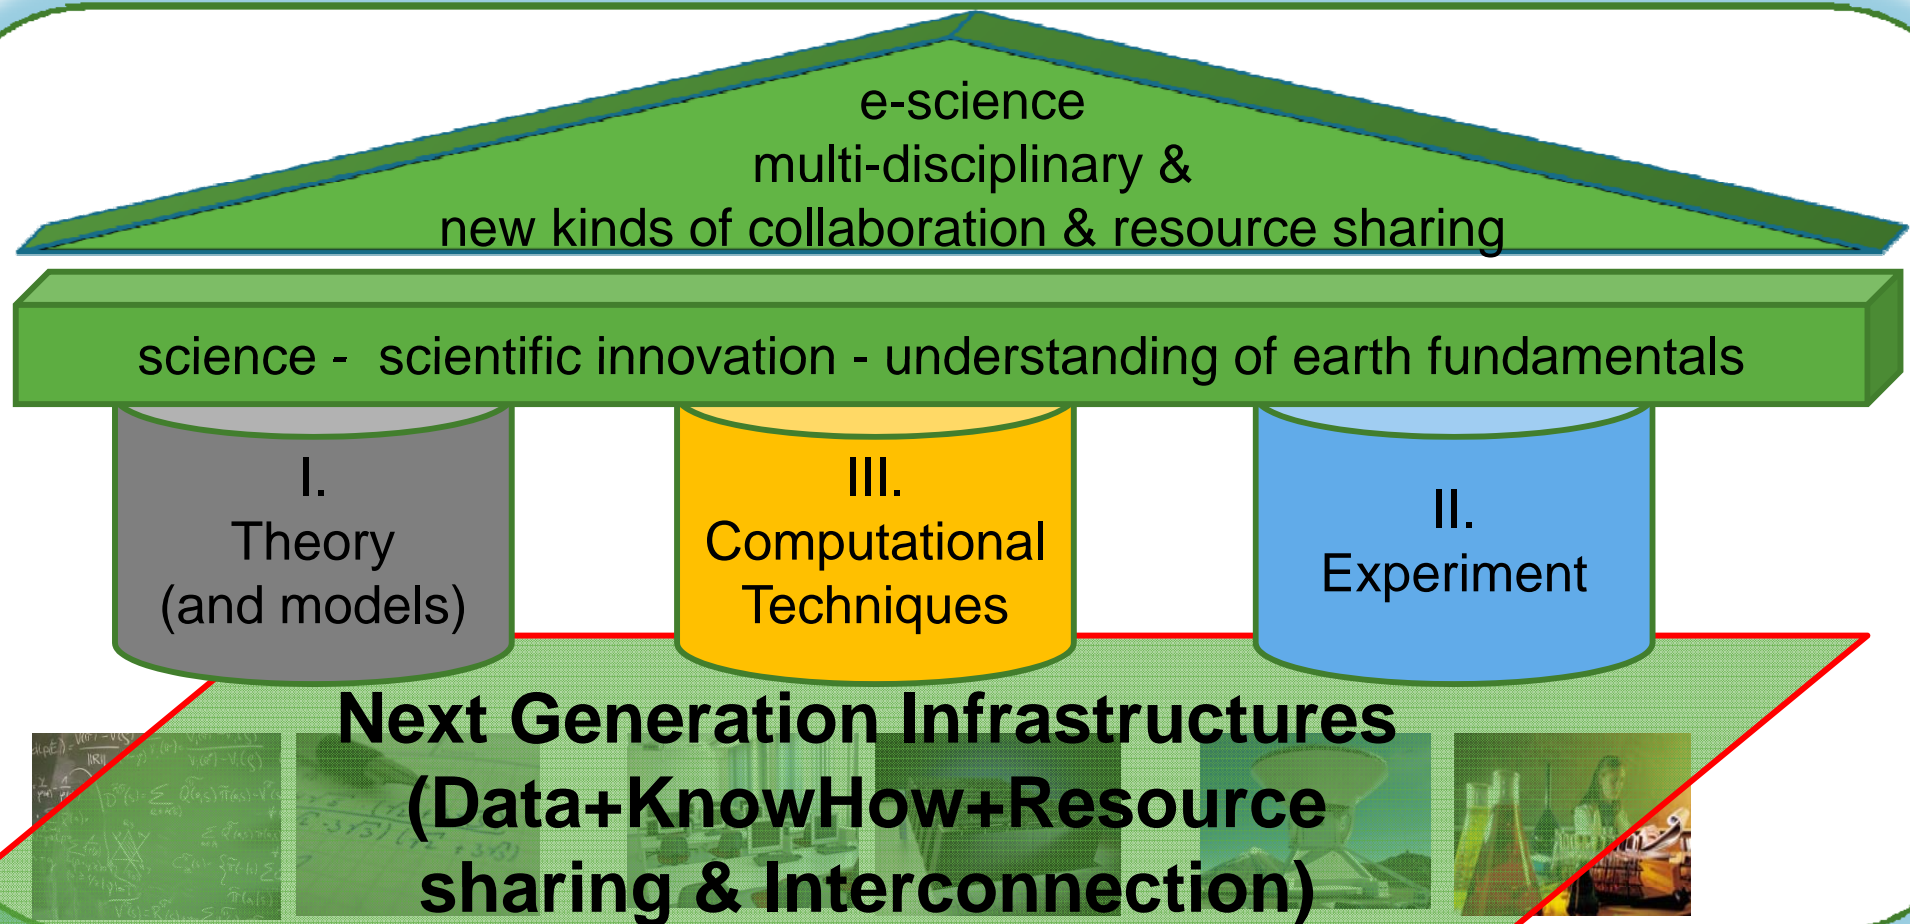 e-science
multi-disciplinary &
new kinds of collaboration & resource sharing
science - scientific innovation - understanding of earth fundamentals
I.
Theory
(and models)
III.
Computational
Techniques
II.
Experiment
Next Generation Infrastructures
(Data+KnowHow+Resource
sharing & Interconnection)